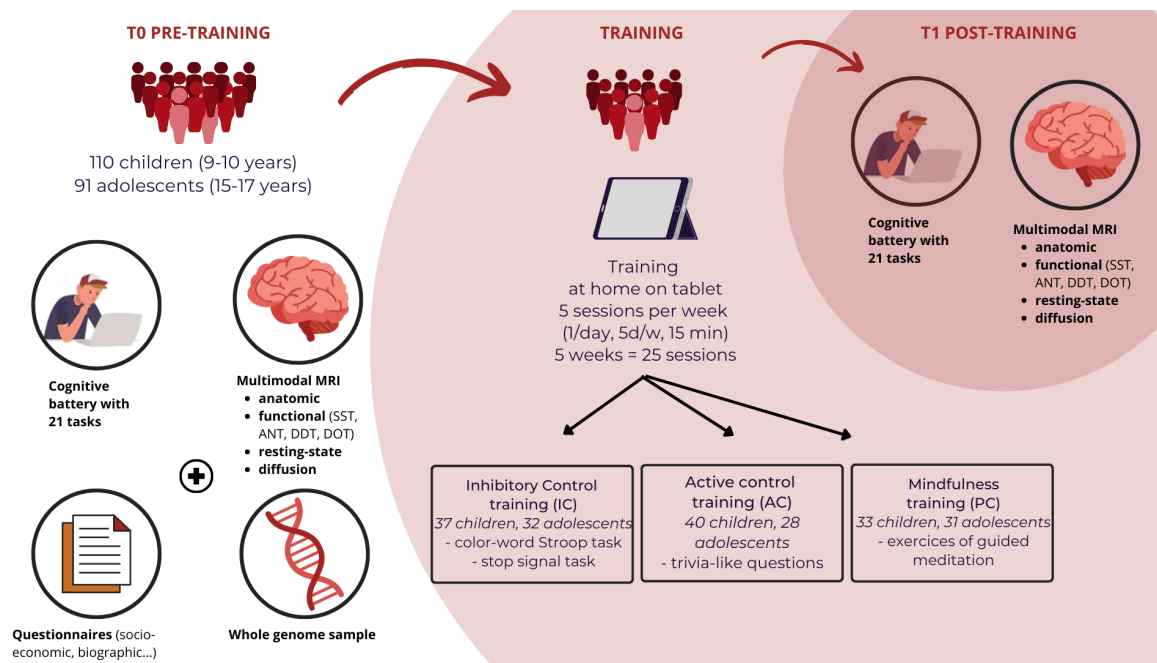 T0 PRE-TRAINING
110 children (9-10 years)
91 adolescents (15-17 years)
Cognitive
battery with
21 tasks
Multimodal MRI
• anatomic
• functional (SST,
ANT, DDT, DOT)
• resting-state
• diffusion
Questionnaires (socio-
economic, biographic...)
Whole genome sample
TRAINING
Training
at home on tablet
5 sessions per week
(1/day, 5d/w, 15 min)
5 weeks = 25 sessions
Inhibitory Control
training (IC)
37 children, 32 adolescents
- color-word Stroop task
- stop signal task
Active control
training (AC)
40 children, 28
adolescents
- trivia-like questions
Mindfulness
training (PC)
33 children, 31 adolescents
- exercices of guided
meditation
T1 POST-TRAINING
Cognitive
battery with
21 tasks
Multimodal MRI
• anatomic
• functional (SST,
ANT, DDT, DOT)
• resting-state
• diffusion